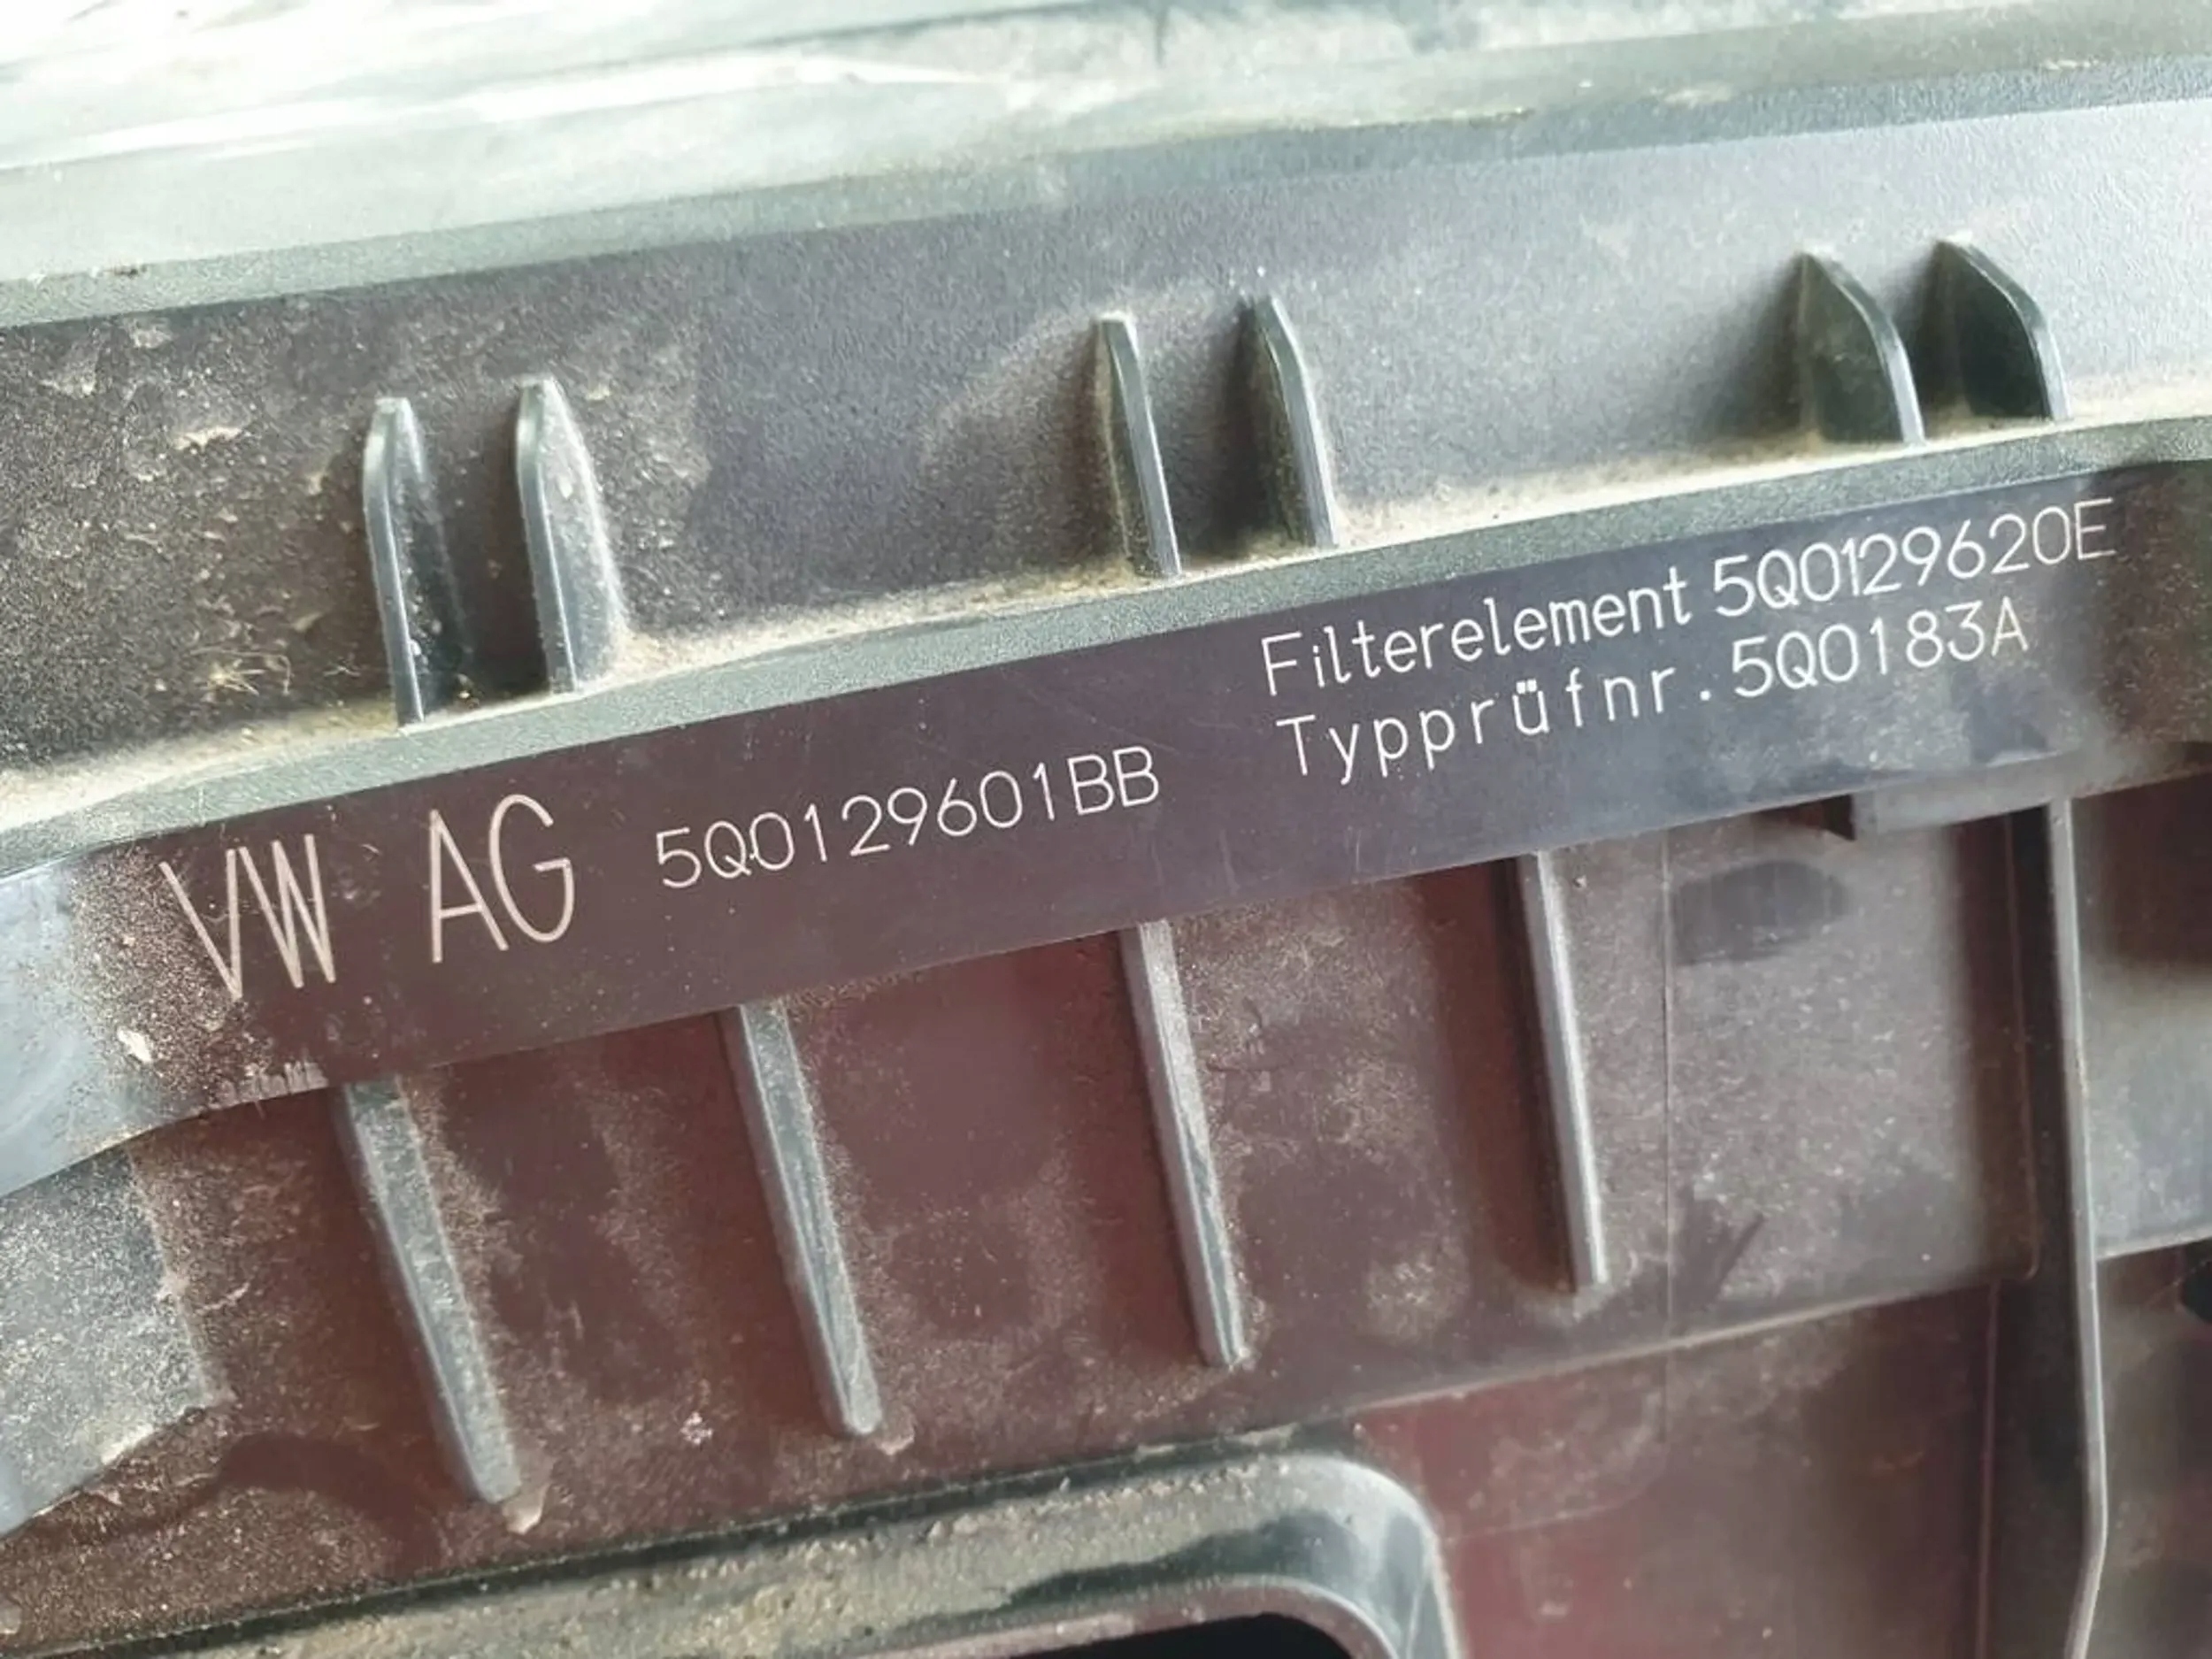 VW AG 5Q0129601BB
Filterelement 5Q0129620E
Typprüfnr. 5Q0183A